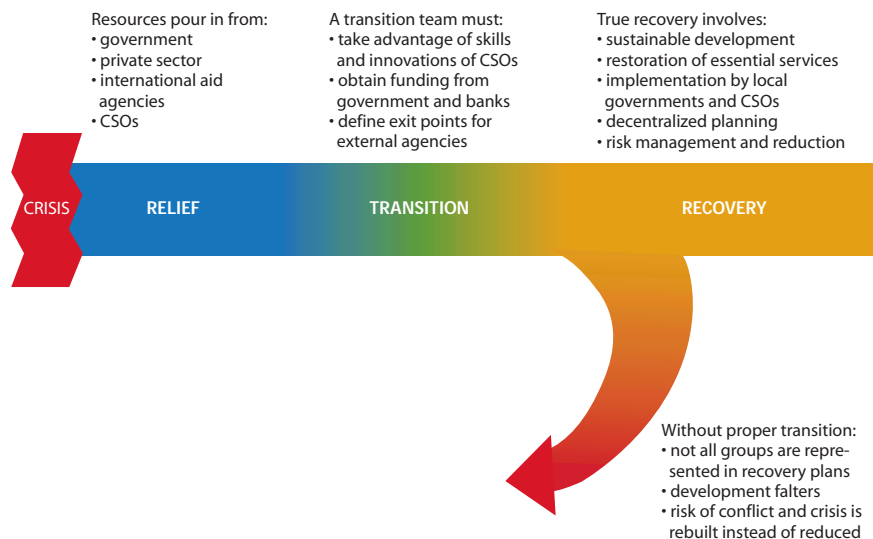 Resources pour in from:
• government
• private sector
• international aid
agencies
• CSOs
A transition team must:
• take advantage of skills
and innovations of CSOs
• obtain funding from
government and banks
• define exit points for
external agencies
True recovery involves:
• sustainable development
• restoration of essential services
• implementation by local
governments and CSOs
• decentralized planning
• risk management and reduction
CRISIS
RELIEF
TRANSITION
RECOVERY
Without proper transition:
• not all groups are repre-
sented in recovery plans
• development falters
• risk of conflict and crisis is
rebuilt instead of reduced